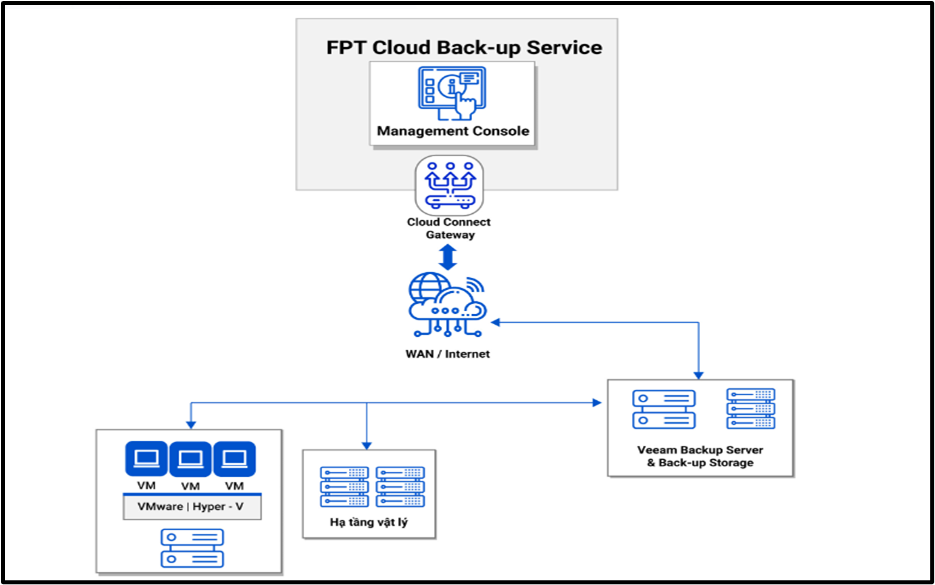 FPT Cloud Back-up Service
Management Console
Cloud Connect
Gateway
WAN / Internet
Veeam Backup Server
& Back-up Storage
VM VM VM
VMware | Hyper - V
Hạ tầng vật lý